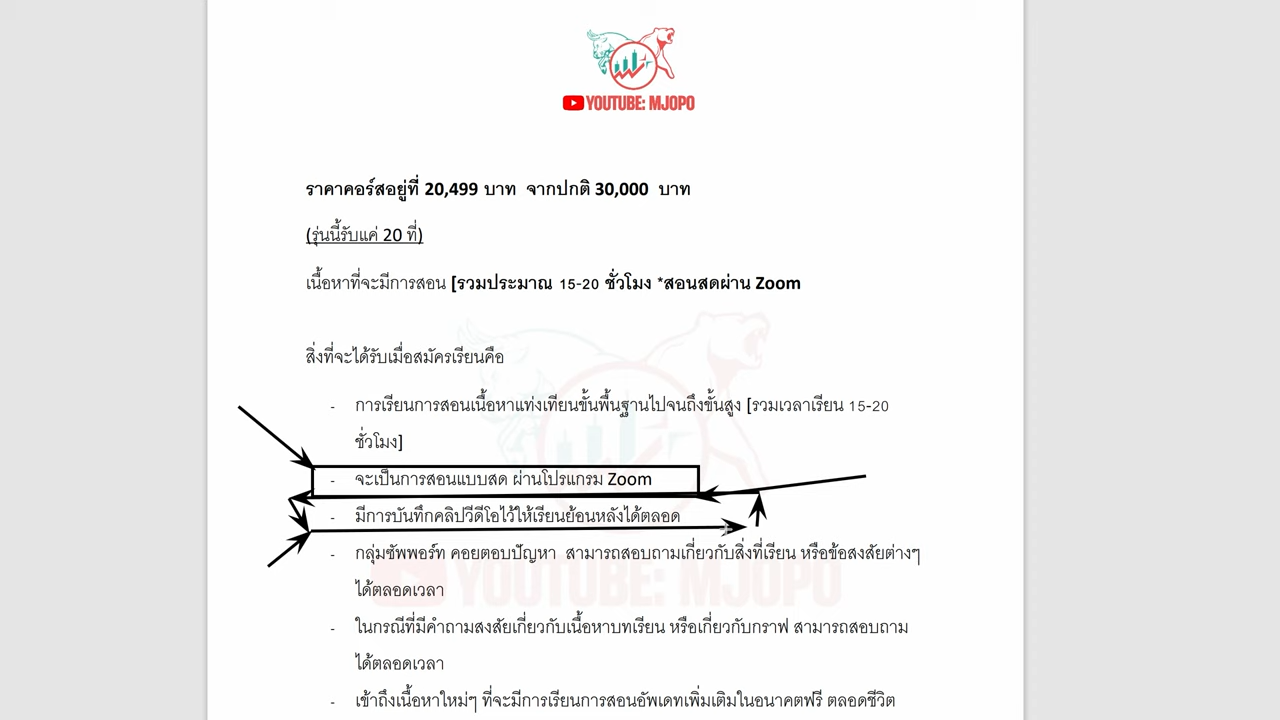 YOUTUBE: MJOPO
ราคาคอร์สอยู่ที่ 20,499 บาท จากปกติ 30,000 บาท
(รุ่นนี้รับแค่ 20 ที่)
เนื้อหาที่จะมีการสอน [รวมประมาณ 15-20 ชั่วโมง *สอนสดผ่าน Zoom
สิ่งที่จะได้รับเมื่อสมัครเรียนคือ
- การเรียนการสอนเนื้อหาแท่งเทียนขั้นพื้นฐานไปจนถึงขั้นสูง [รวมเวลาเรียน 15-20
ชั่วโมง]
- จะเป็นการสอนแบบสด ผ่านโปรแกรม Zoom
- มีการบันทึกคลิปวีดีโอไว้ให้เรียนย้อนหลังได้ตลอด
- กลุ่มซัพพอร์ท คอยตอบปัญหา สามารถสอบถามเกี่ยวกับสิ่งที่เรียน หรือข้อสงสัยต่างๆ
ได้ตลอดเวลา
YOUTUBE: MJOPO
- ในกรณีที่มีคำถามสงสัยเกี่ยวกับเนื้อหาบทเรียน หรือเกี่ยวกับกราฟ สามารถสอบถาม
ได้ตลอดเวลา
- เข้าถึงเนื้อหาใหม่ๆ ที่จะมีการเรียนการสอนอัพเดทเพิ่มเติมในอนาคตฟรี ตลอดชีวิต